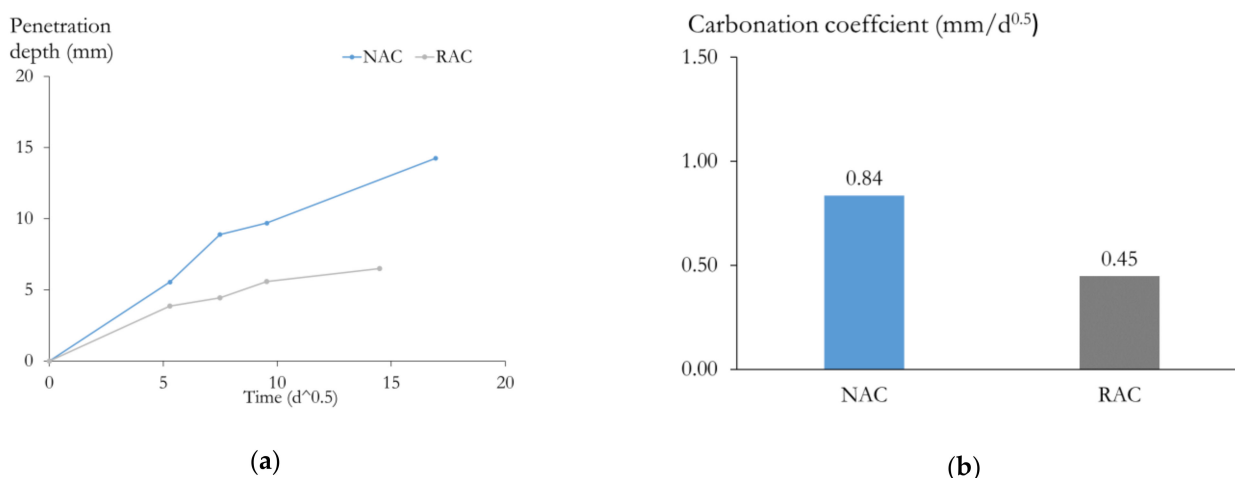 Penetration
depth (mm)
NAC RAC
20
15
10
5
0
0 5 10 15 20
Time (d^0.5)
(a)
Carbonation coeffcient (mm/d0.5)
1.50
1.00
0.50
0.00
0.84
0.45
NAC RAC
(b)